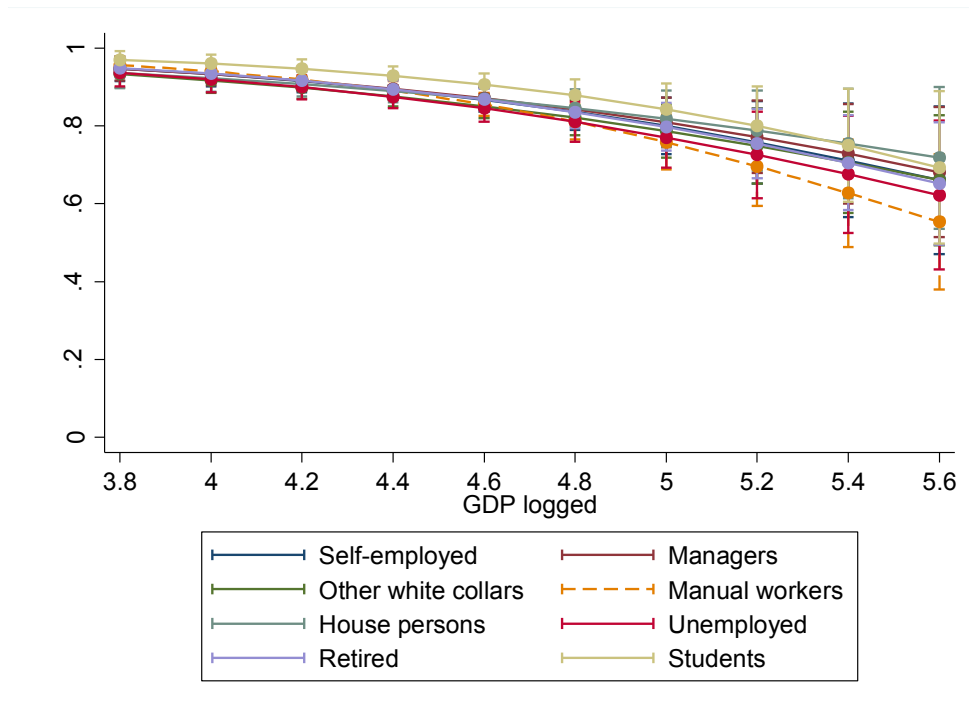 1
.8
.6
.4
.2
0
3.8 4 4.2 4.4 4.6 4.8 5 5.2 5.4 5.6
GDP logged
Self-employed Managers
Other white collars Manual workers
House persons Unemployed
Retired Students